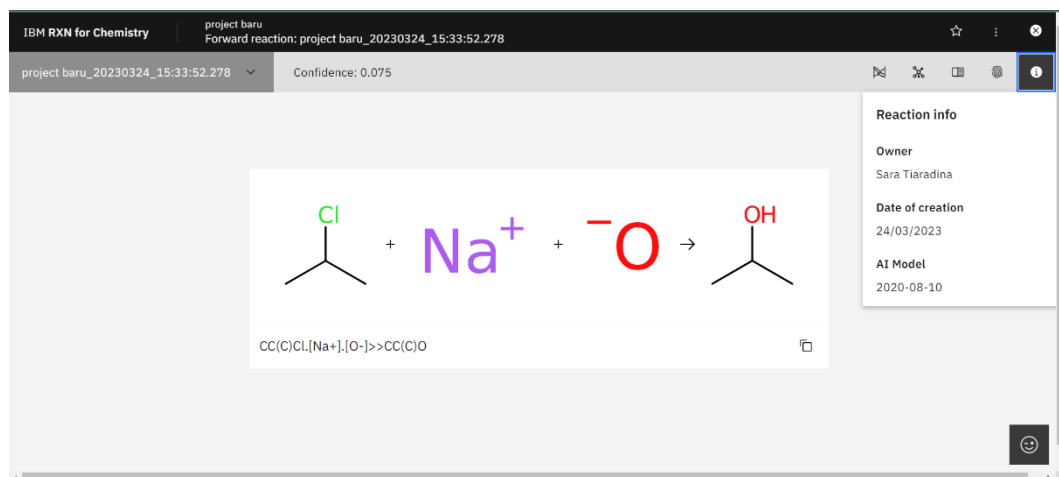 IBM RXN for Chemistry
project baru
Forward reaction: project baru_20230324_15:33:52.278
project baru_20230324_15:33:52.278
Confidence: 0.075
Reaction info
Owner
Sara Tiaradina
Date of creation
24/03/2023
AI Model
2020-08-10
Cl
+ Na+ + −O → OH
CC(C)Cl.[Na+].[O-]>>CC(C)O